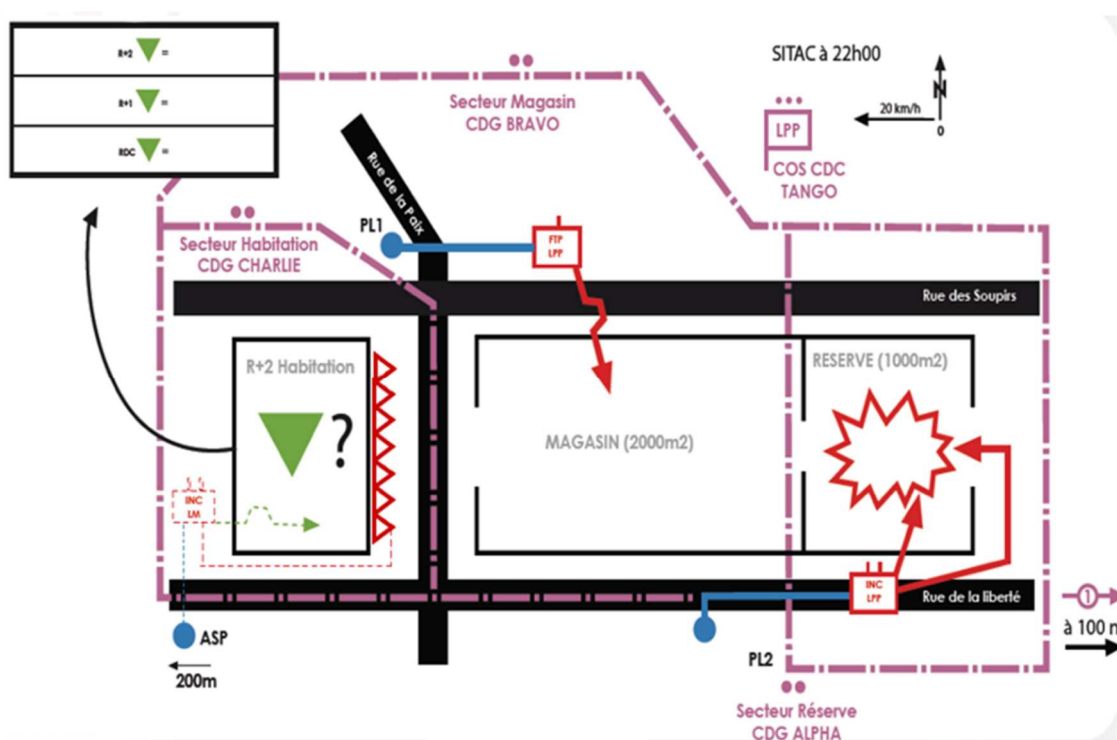 R+2 =
R+1 =
RDC =
Secteur Magasin
CDG BRAVO
SITAC à 22h00
N
20 km/h
0
LPP
COS CDC
TANGO
Rue de la Paix
PL1
FTP
LPP
Secteur Habitation
CDG CHARLIE
Rue des Soupirs
R+2 Habitation
?
RESERVE (1000m2)
MAGASIN (2000m2)
INC
LM
INC
LPP
Rue de la liberté
1
à 100 m
ASP
200m
PL2
Secteur Réserve
CDG ALPHA